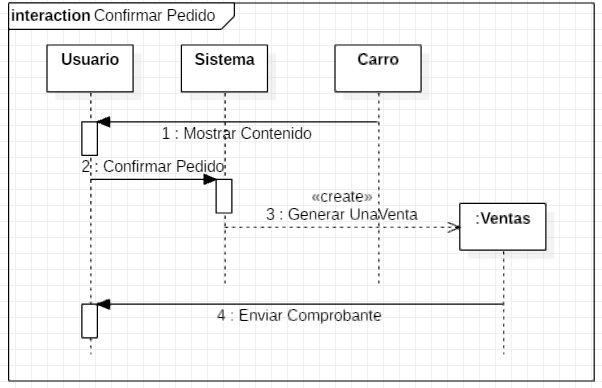 interaction Confirmar Pedido
Usuario
Sistema
Carro
1 : Mostrar Contenido
2 : Confirmar Pedido
«create»
3 : Generar UnaVenta
:Ventas
4 : Enviar Comprobante